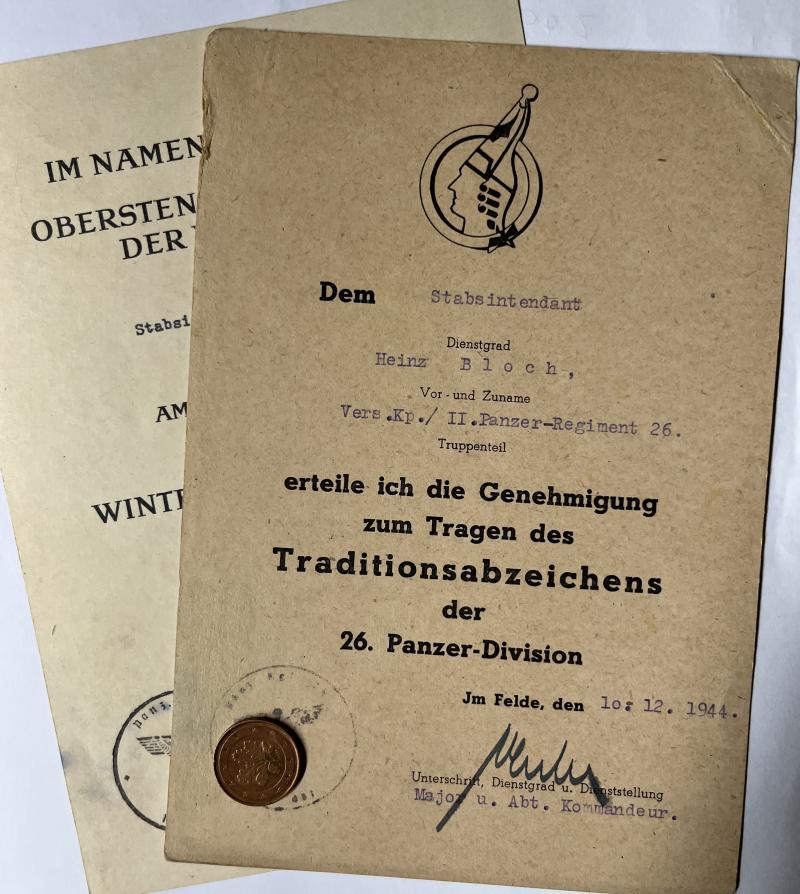 IM NAMEN
OBERSTEN
DER
Stabsi
AM
WINTE
Dem Stabsintendant
Dienstgrad
Heinz B l o c h ,
Vor- und Zuname
Vers.Kp./ II.Panzer-Regiment 26.
Truppenteil
erteile ich die Genehmigung
zum Tragen des
Traditionsabzeichens
der
26. Panzer-Division
Jm Felde, den 10. 12. 1944.
Unterschrift, Dienstgrad u. Dienststellung
Major u. Abt. Kommandeur.